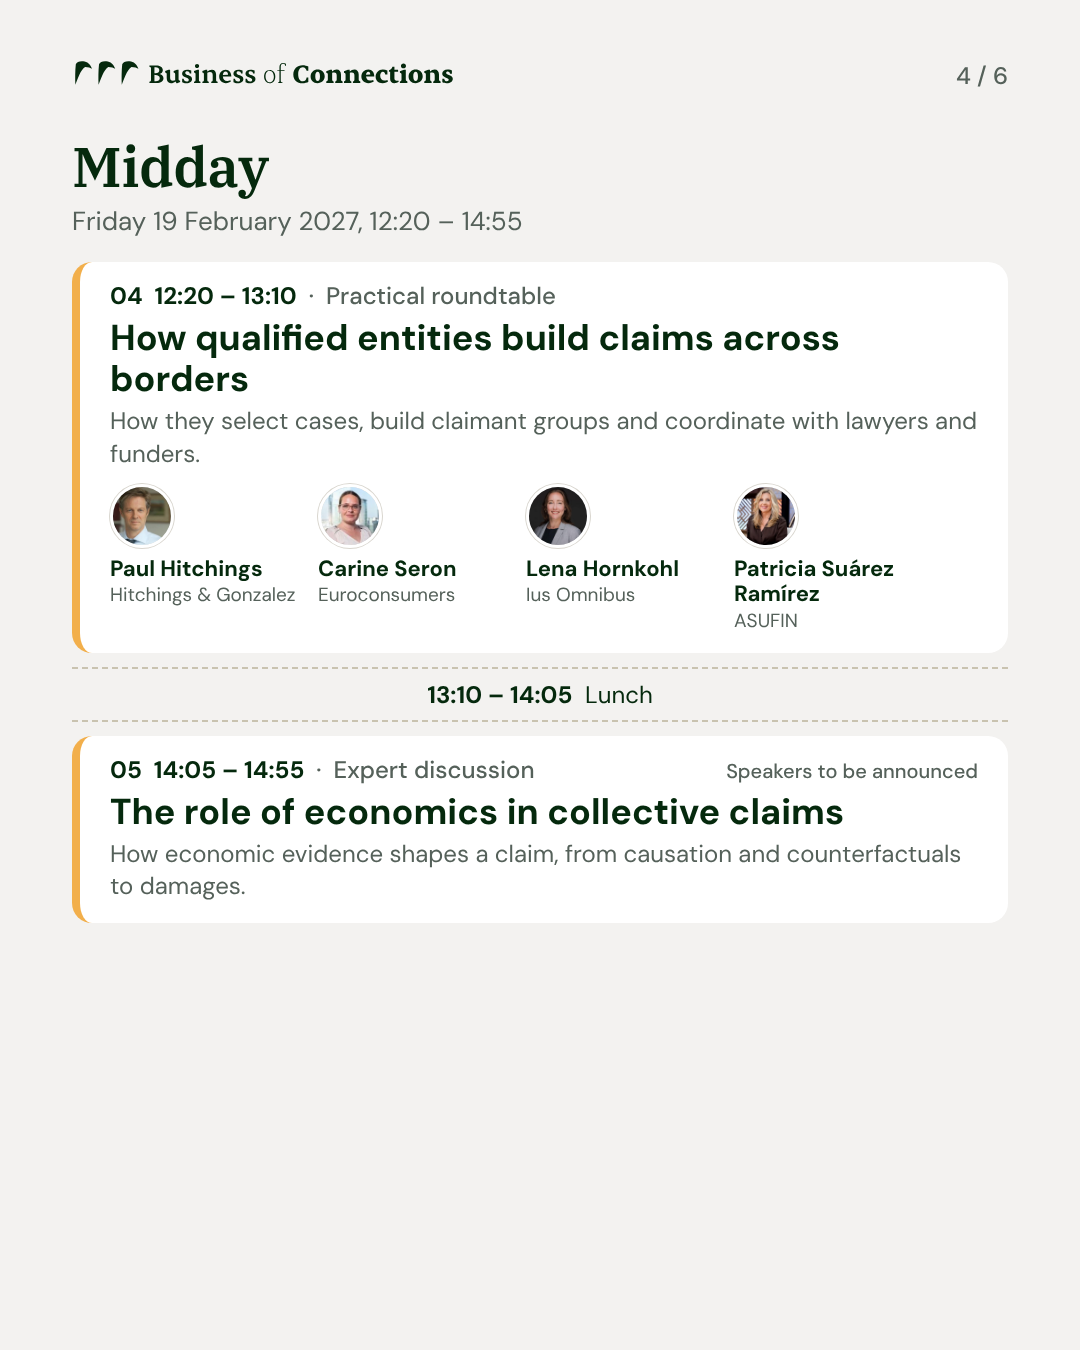 Business of Connections
4 / 6
Midday
Friday 19 February 2027, 12:20 – 14:55
04 12:20 – 13:10 · Practical roundtable
How qualified entities build claims across
borders
How they select cases, build claimant groups and coordinate with lawyers and
funders.
Paul Hitchings
Hitchings & Gonzalez
Carine Seron
Euroconsumers
Lena Hornkohl
Ius Omnibus
Patricia Suárez
Ramírez
ASUFIN
13:10 – 14:05 Lunch
05 14:05 – 14:55 · Expert discussion
Speakers to be announced
The role of economics in collective claims
How economic evidence shapes a claim, from causation and counterfactuals
to damages.